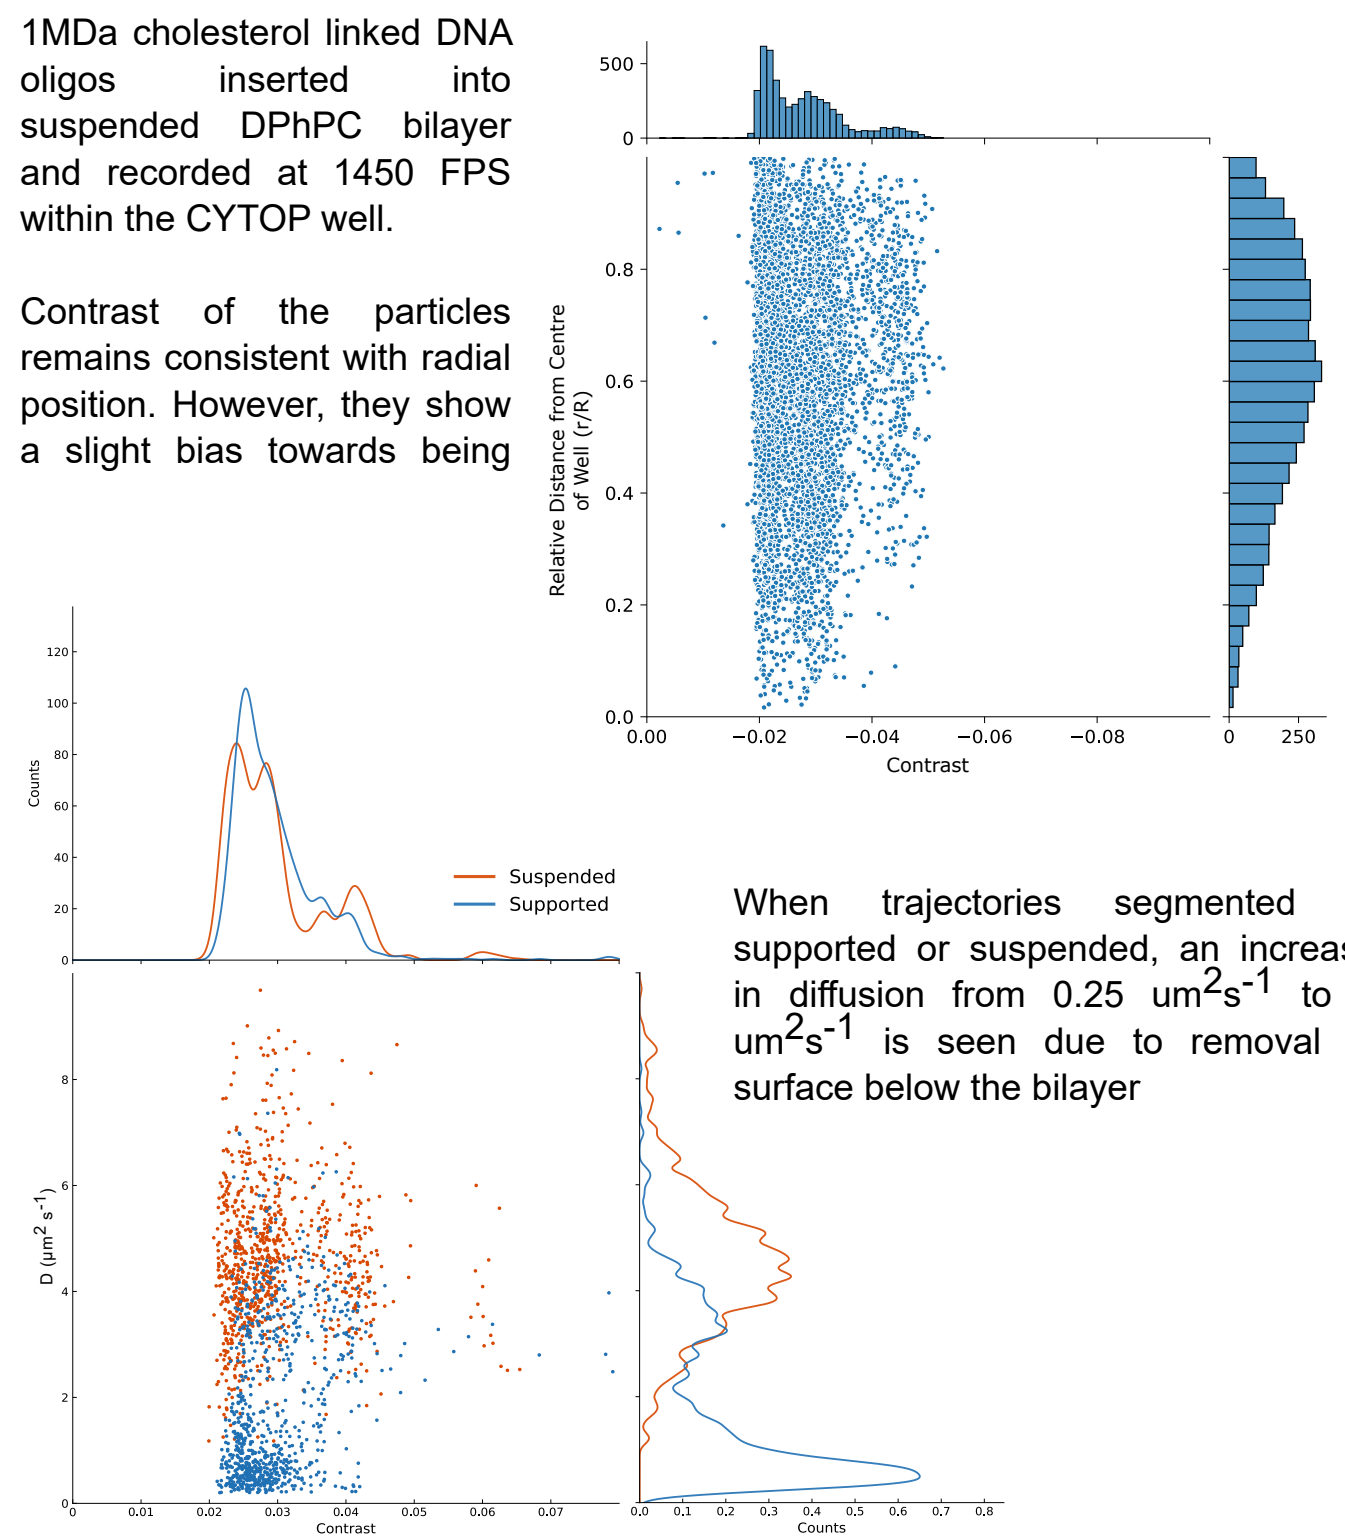 1MDa cholesterol linked DNA
oligos inserted into
suspended DPhPC bilayer
and recorded at 1450 FPS
within the CYTOP well.
Contrast of the particles
remains consistent with radial
position. However, they show
a slight bias towards being
500
0
Relative Distance from Centre
of Well (r/R)
0.8
0.6
0.4
0.2
0.0
0.00 −0.02 −0.04 −0.06 −0.08
Contrast
0 250
120
100
80
60
40
20
0
Counts
Suspended
Supported
When trajectories segmented
supported or suspended, an increas
in diffusion from 0.25 um²s⁻¹ to
um²s⁻¹ is seen due to removal
surface below the bilayer
D (µm² s⁻¹)
8
6
4
2
0
0 0.01 0.02 0.03 0.04 0.05 0.06 0.07
Contrast
0 0.1 0.2 0.3 0.4 0.5 0.6 0.7 0.8
Counts